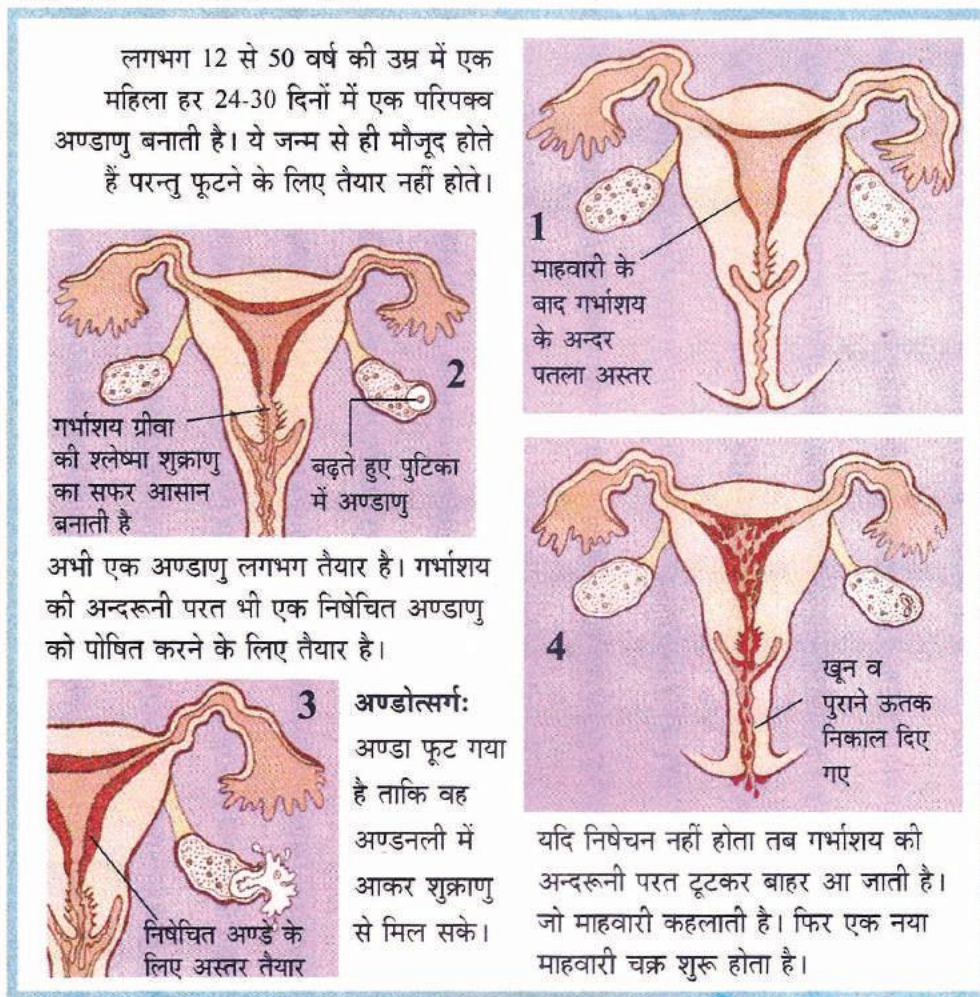 लगभग 12 से 50 वर्ष की उम्र में एक
महिला हर 24-30 दिनों में एक परिपक्व
अण्डाणु बनाती है। ये जन्म से ही मौजूद होते
हैं परन्तु फूटने के लिए तैयार नहीं होते।
1
माहवारी के
बाद गर्भाशय
के अन्दर
पतला अस्तर
2
गर्भाशय ग्रीवा
की श्लेष्मा शुक्राणु
का सफर आसान
बनाती है
बढ़ते हुए पुटिका
में अण्डाणु
अभी एक अण्डाणु लगभग तैयार है। गर्भाशय
की अन्दरूनी परत भी एक निषेचित अण्डाणु
को पोषित करने के लिए तैयार है।
3
निषेचित अण्डे के
लिए अस्तर तैयार
अण्डोत्सर्गः
अण्डा फूट गया
है ताकि वह
अण्डनली में
आकर शुक्राणु
से मिल सके।
4
खून व
पुराने ऊतक
निकाल दिए
गए
यदि निषेचन नहीं होता तब गर्भाशय की
अन्दरूनी परत टूटकर बाहर आ जाती है।
जो माहवारी कहलाती है। फिर एक नया
माहवारी चक्र शुरू होता है।